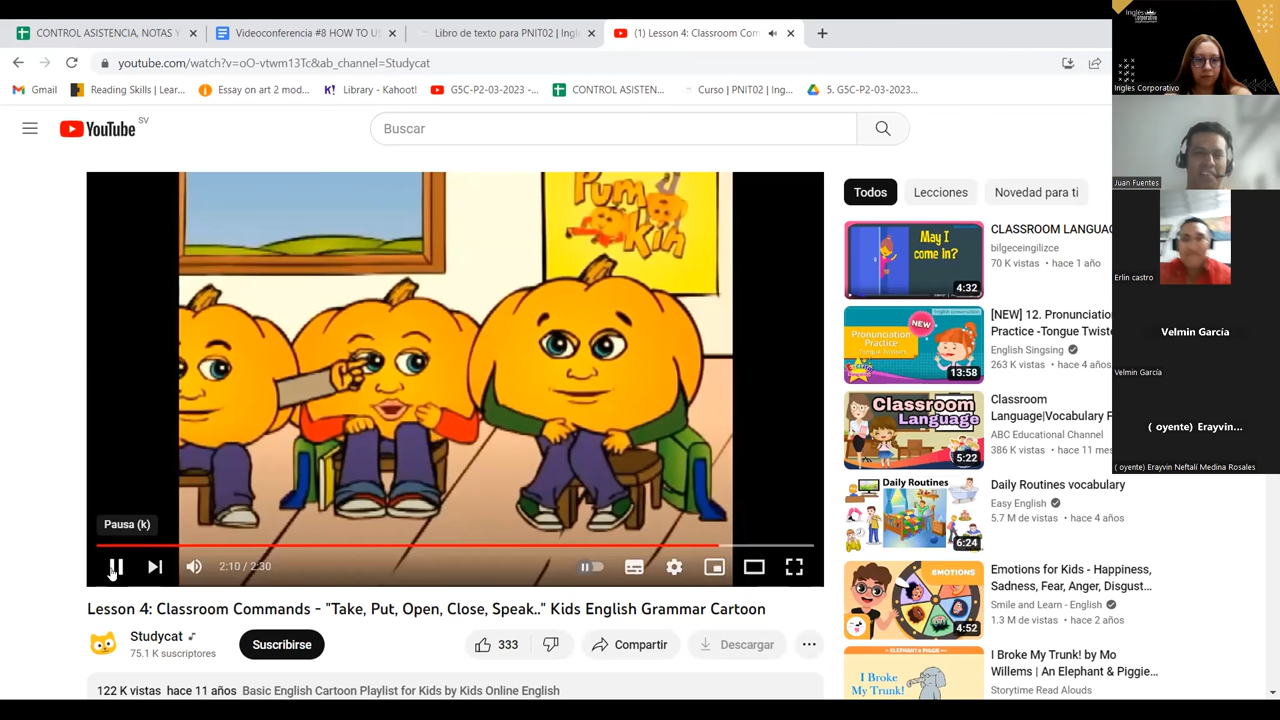 CONTROL ASISTENCIA, NOTAS Y
Videoconferencia #8 HOW TO US
Libro de texto para PNIT02 | Ingl
(1) Lesson 4: Classroom Com
youtube.com/watch?v=oO-vtwm13Tc&ab_channel=Studycat
Gmail
Reading Skills | Lear...
Essay on art 2 mod...
Library - Kahoot!
G5C-P2-03-2023 -...
CONTROL ASISTEN...
Curso | PNIT02 | Ing...
5. G5C-P2-03-2023...
YouTube
SV
Buscar
Pum
kin
Pausa (k)
2:10 / 2:30
Lesson 4: Classroom Commands - "Take, Put, Open, Close, Speak.." Kids English Grammar Cartoon
Studycat
75.1 K suscriptores
Suscribirse
333
Compartir
Descargar
122 K vistas hace 11 años Basic English Cartoon Playlist for Kids by Kids Online English
Todos
Lecciones
Novedad para ti
May I
come in?
4:32
CLASSROOM LANGUAG
bilgeceingilizce
70 K vistas • hace 1 año
NEW
Pronunciation
Practice
Tongue Twisters
13:58
[NEW] 12. Pronunciation
Practice -Tongue Twiste
English Singsing
263 K vistas • hace 4 años
Classroom
Language
5:22
Classroom
Language|Vocabulary F
ABC Educational Channel
386 K vistas • hace 11 mes
Daily Routines
6:24
Daily Routines vocabulary
Easy English
5.7 M de vistas • hace 4 años
EMOTIONS
4:52
Emotions for Kids - Happiness,
Sadness, Fear, Anger, Disgust...
Smile and Learn - English
1.3 M de vistas • hace 2 años
AN ELEPHANT & PIGGIE
I Broke
My Trunk!
I Broke My Trunk! by Mo
Willems | An Elephant & Piggie...
Storytime Read Alouds
Inglés
Corporativo
Ingles Corporativo
Juan Fuentes
Erlin castro
Velmin García
Velmin García
( oyente) Erayvin...
( oyente) Erayvin Neftalí Medina Rosales